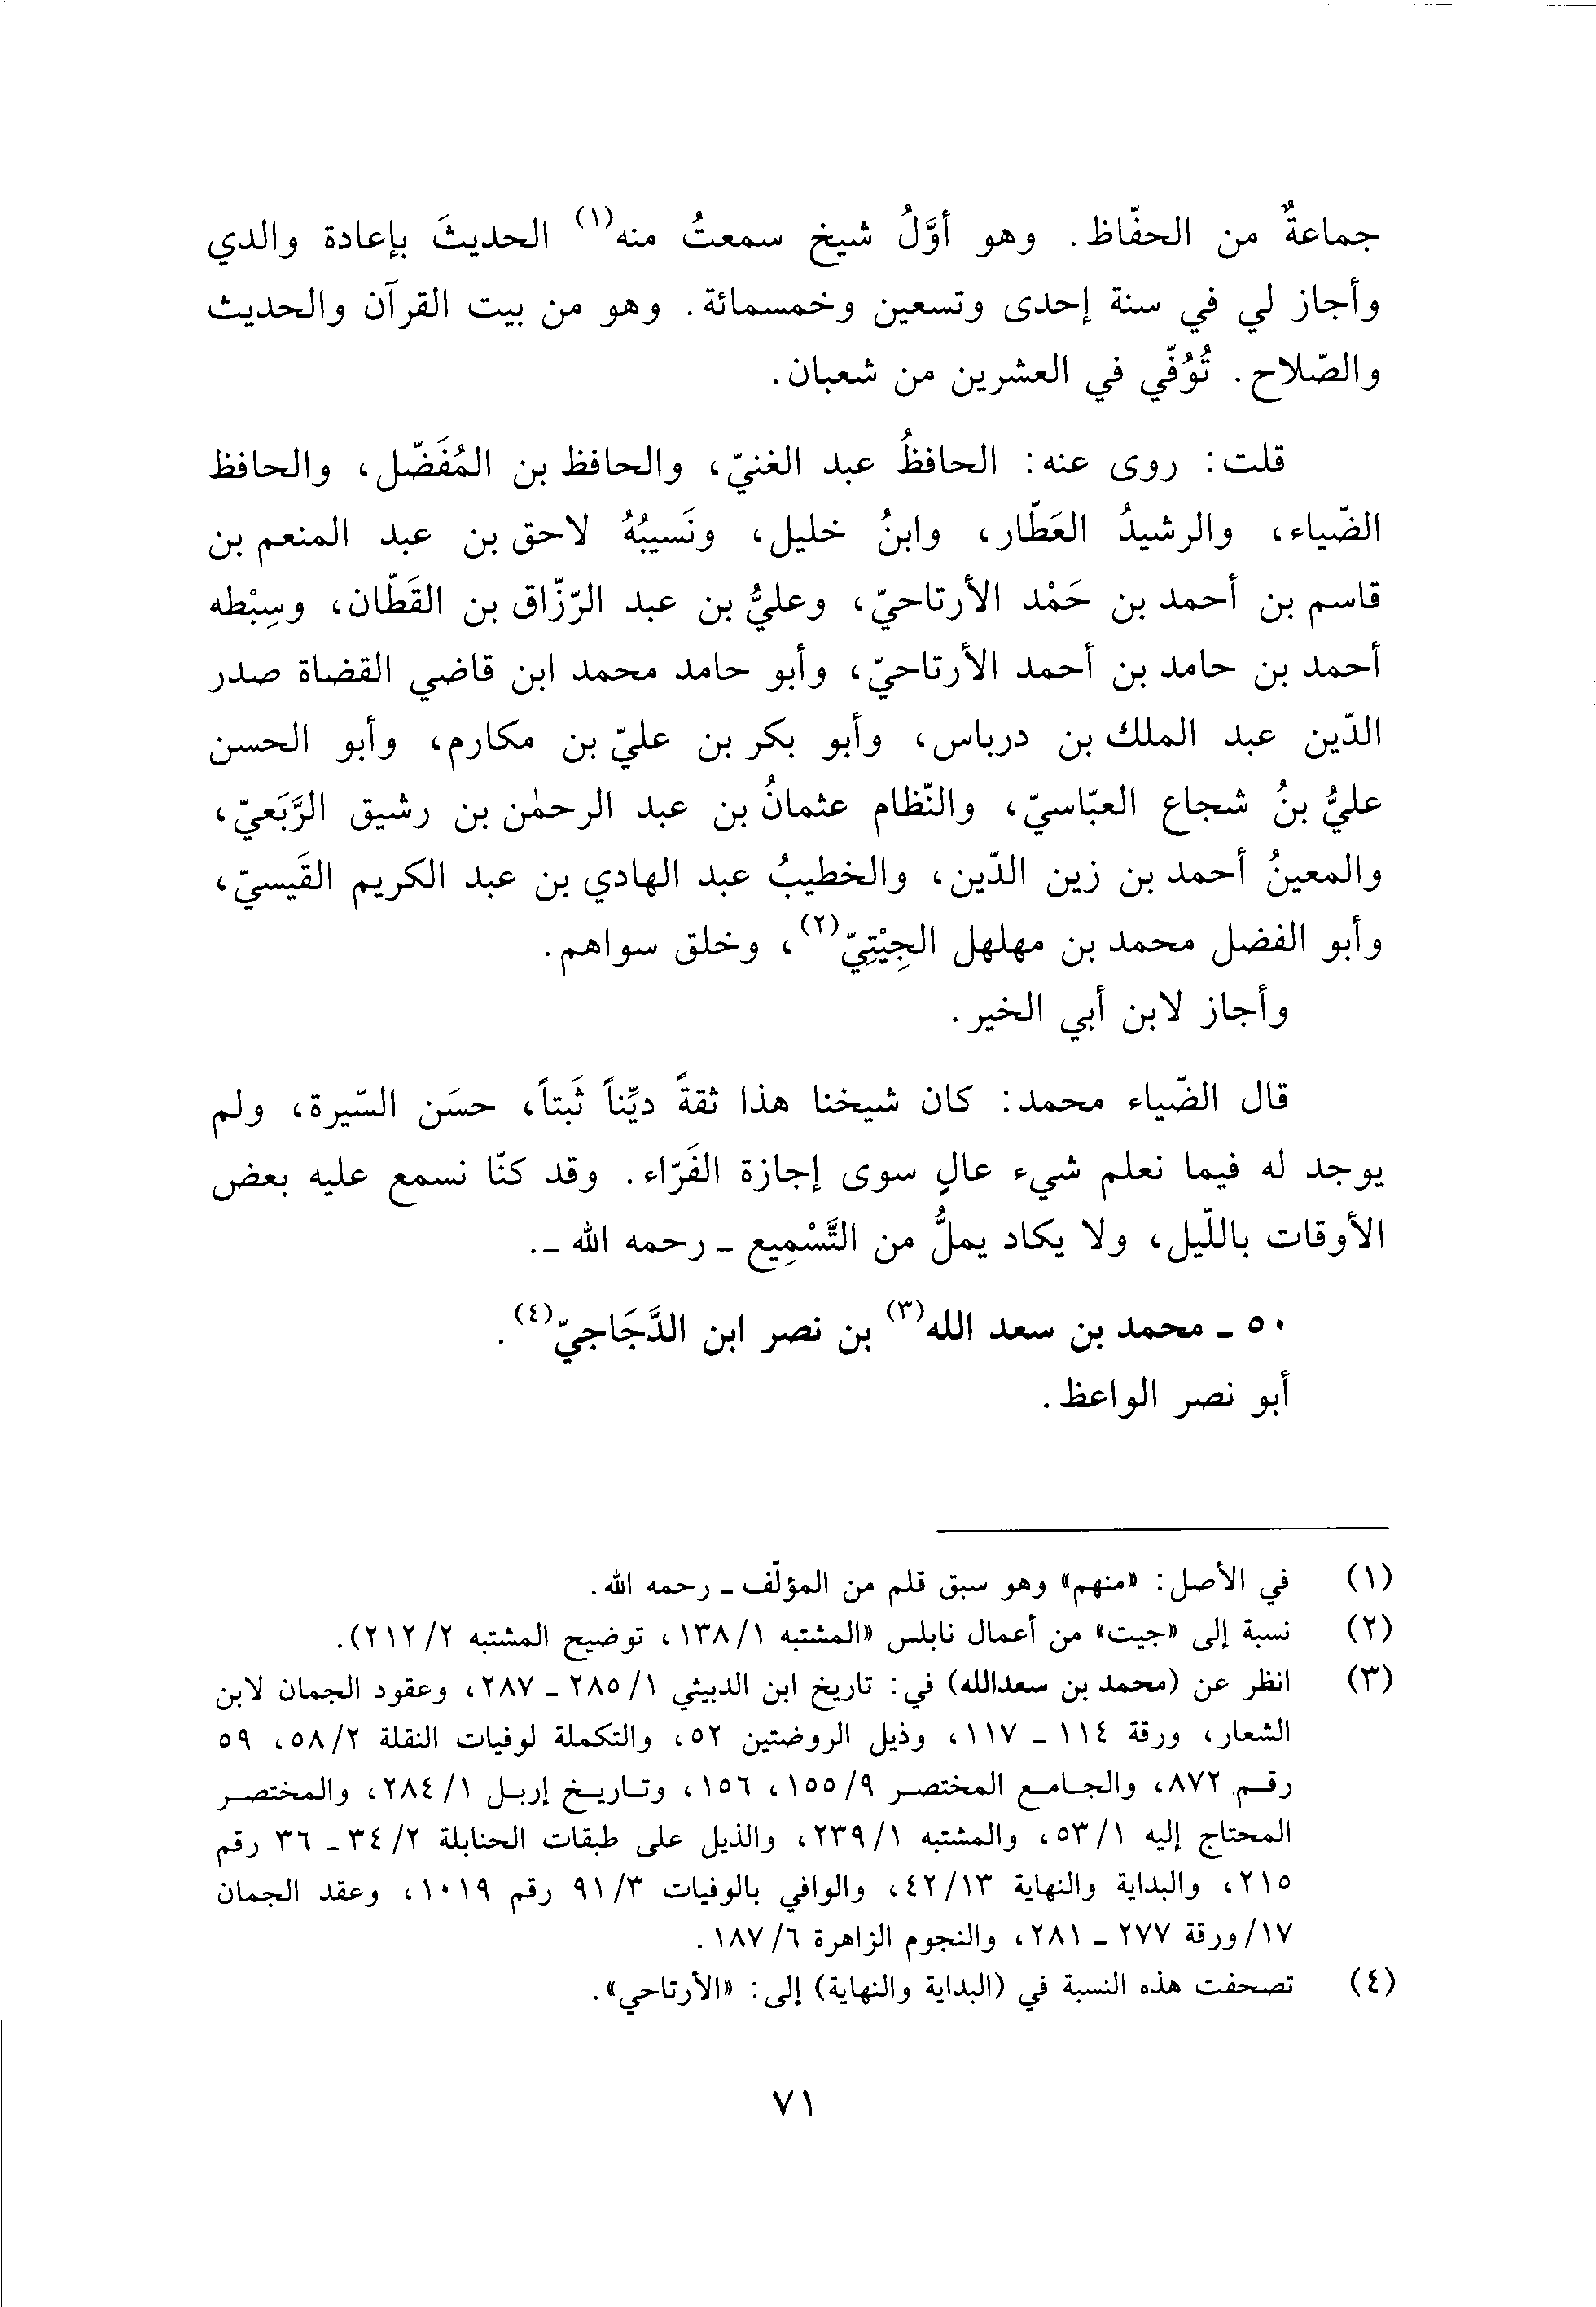 جماعةٌ من الحفّاظ. وهو أوَّلُ شيخ سمعتُ منه(١) الحديثَ بإعادة والدي
وأجاز لي في سنة إحدى وتسعين وخمسمائة. وهو من بيت القرآن والحديث
والصّلاح. تُوُفّي في العشرين من شعبان.
قلت: روى عنه: الحافظُ عبد الغنيّ، والحافظ بن المُفَضّل، والحافظ
الضّياء، والرشيدُ العَطّار، وابنُ خليل، ونَسيبُهُ لاحق بن عبد المنعم بن
قاسم بن أحمد بن حَمْد الأرتاحيّ، وعليُّ بن عبد الرّزّاق بن القَطّان، وسِبْطه
أحمد بن حامد بن أحمد الأرتاحيّ، وأبو حامد محمد ابن قاضي القضاة صدر
الدّين عبد الملك بن درباس، وأبو بكر بن عليّ بن مكارم، وأبو الحسن
عليُّ بنُ شجاع العبّاسيّ، والنّظام عثمانُ بن عبد الرحمٰن بن رشيق الرَّبَعيّ،
والمعينُ أحمد بن زين الدّين، والخطيبُ عبد الهادي بن عبد الكريم القَيسيّ،
وأبو الفضل محمد بن مهلهل الجِيْتِيّ(٢)، وخلق سواهم.
وأجاز لابن أبي الخير.
قال الضّياء محمد: كان شيخنا هذا ثقةً ديِّناً ثَبتاً، حسَن السّيرة، ولم
يوجد له فيما نعلم شيء عالٍ سوى إجازة الفَرّاء. وقد كنّا نسمع عليه بعض
الأوقات باللّيل، ولا يكاد يملُّ من التَّسْمِيع ـ رحمه الله ـ.
٥٠ ـ محمد بن سعد الله(٣) بن نصر ابن الدَّجَاجيّ(٤).
أبو نصر الواعظ.
(١) في الأصل: «منهم» وهو سبق قلم من المؤلّف ـ رحمه الله.
(٢) نسبة إلى «جيت» من أعمال نابلس «المشتبه ١/١٣٨، توضيح المشتبه ٢/٢١٢).
(٣) انظر عن (محمد بن سعدالله) في: تاريخ ابن الدبيثي ١/٢٨٥ ـ ٢٨٧، وعقود الجمان لابن
الشعار، ورقة ١١٤ ـ ١١٧، وذيل الروضتين ٥٢، والتكملة لوفيات النقلة ٢/٥٨، ٥٩
رقم ٨٧٢، والجامع المختصر ٩/١٥٥، ١٥٦، وتاريخ إربل ١/٢٨٤، والمختصر
المحتاج إليه ١/٥٣، والمشتبه ١/٢٣٩، والذيل على طبقات الحنابلة ٢/٣٤ ـ ٣٦ رقم
٢١٥، والبداية والنهاية ١٣/٤٢، والوافي بالوفيات ٣/٩١ رقم ١٠١٩، وعقد الجمان
١٧/ورقة ٢٧٧ ـ ٢٨١، والنجوم الزاهرة ٦/١٨٧.
(٤) تصحفت هذه النسبة في (البداية والنهاية) إلى: «الأرتاحي».
٧١